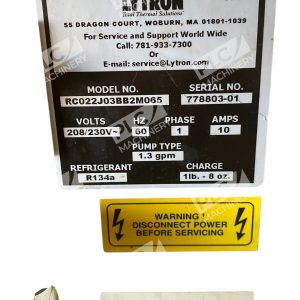 LYTRON
Total Thermal Solutions
55 DRAGON COURT, WOBURN, MA 01801-1039
For Service and Support World Wide
Call: 781-933-7300
Or
E-mail: service@Lytron.com
MODEL NO. SERIAL NO.
RC022J03BB2M065 778803-01
VOLTS HZ PHASE AMPS
208/230V~ 60 1 10
PUMP TYPE
1.3 gpm
REFRIGERANT CHARGE
R134a 1lb. - 8 oz.
WARNING !
DISCONNECT POWER
BEFORE SERVICING